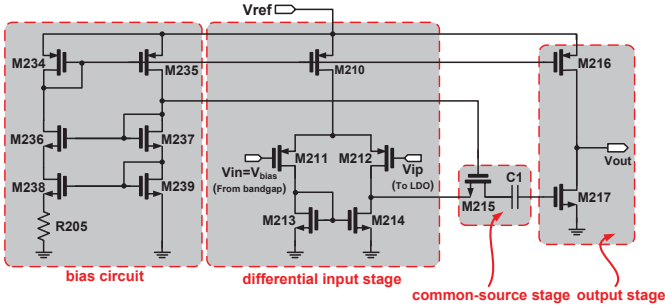 Vref
M234
M235
M210
M216
M236
M237
M211
M212
Vin=Vbias
(From bandgap)
Vip
(To LDO)
C1
Vout
M238
M239
M215
M217
R205
M213
M214
bias circuit
differential input stage
common-source stage
output stage